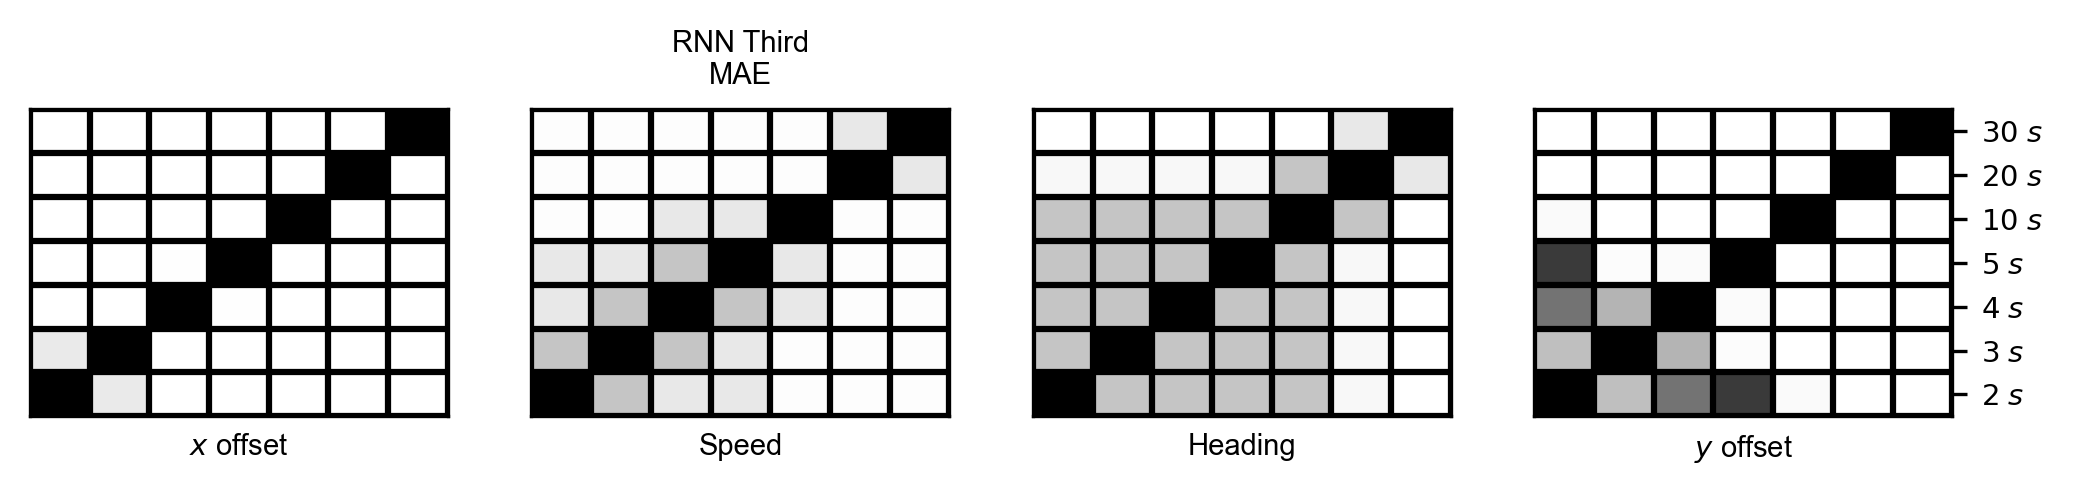 RNN Third
MAE
30 s
20 s
10 s
5 s
4 s
3 s
2 s
x offset
Speed
Heading
y offset